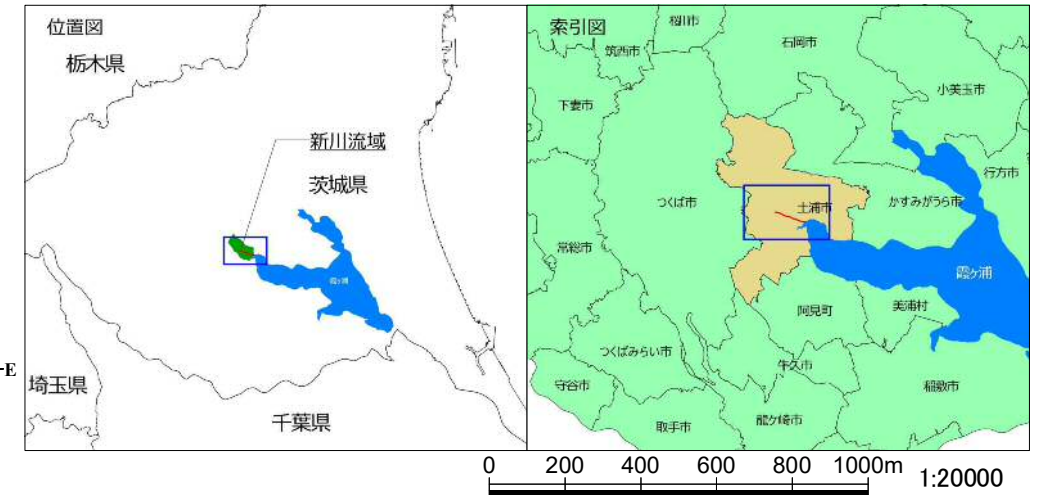 位置図
栃木県
新川流域
茨城県
霞ヶ浦
埼玉県
千葉県
E
索引図
桜川市
筑西市
石岡市
小美玉市
下妻市
行方市
つくば市
土浦市
かすみがうら市
常総市
霞ヶ浦
阿見町
美浦村
つくばみらい市
牛久市
守谷市
稲敷市
取手市
龍ケ崎市
0 200 400 600 800 1000m 1:20000